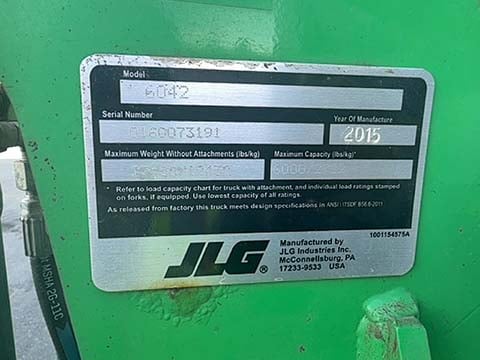 Model
6042
Serial Number
0160073191
Year Of Manufacture
2015
Maximum Weight Without Attachments (lbs/kg)
Maximum Capacity (lbs/kg)*
* Refer to load capacity chart for truck with attachment, and individual load ratings stamped
on forks, if equipped. Use lowest capacity of all ratings.
As released from factory this truck meets design specifications in ANSI ITSDF B56.6-2011
JLG®
Manufactured by
JLG Industries Inc.
McConnellsburg, PA
17233-9533 USA
1001154575A
MSHA 2G-11C